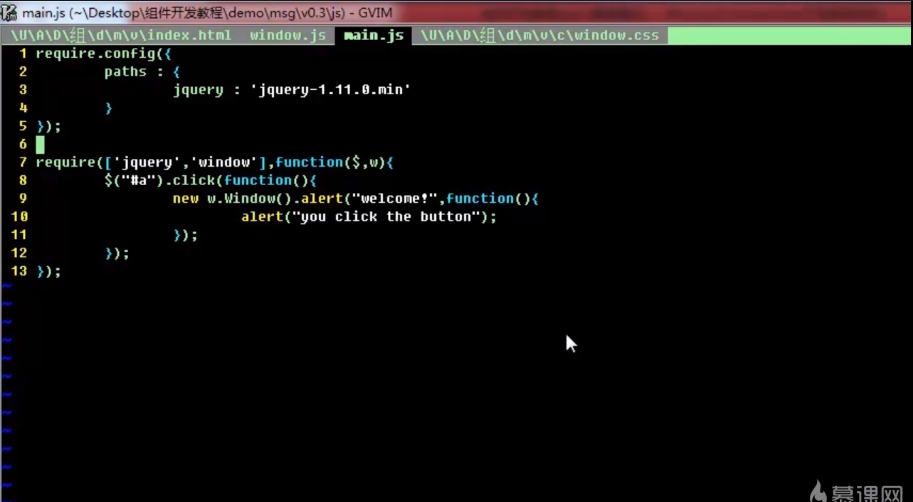 main.js (~\Desktop\组件开发教程\demo\msg\v0.3\js) - GVIM
\U\A\D\组\d\m\v\index.html window.js main.js \U\A\D\组\d\m\v\c\window.css
1 require.config({
2 paths : {
3 jquery : 'jquery-1.11.0.min'
4 }
5 });
6
7 require(['jquery','window'],function($,w){
8 $("#a").click(function(){
9 new w.Window().alert("welcome!",function(){
10 alert("you click the button");
11 });
12 });
13 });
~
~
~
~
~
~
~
~
~
~
~
~
慕课网